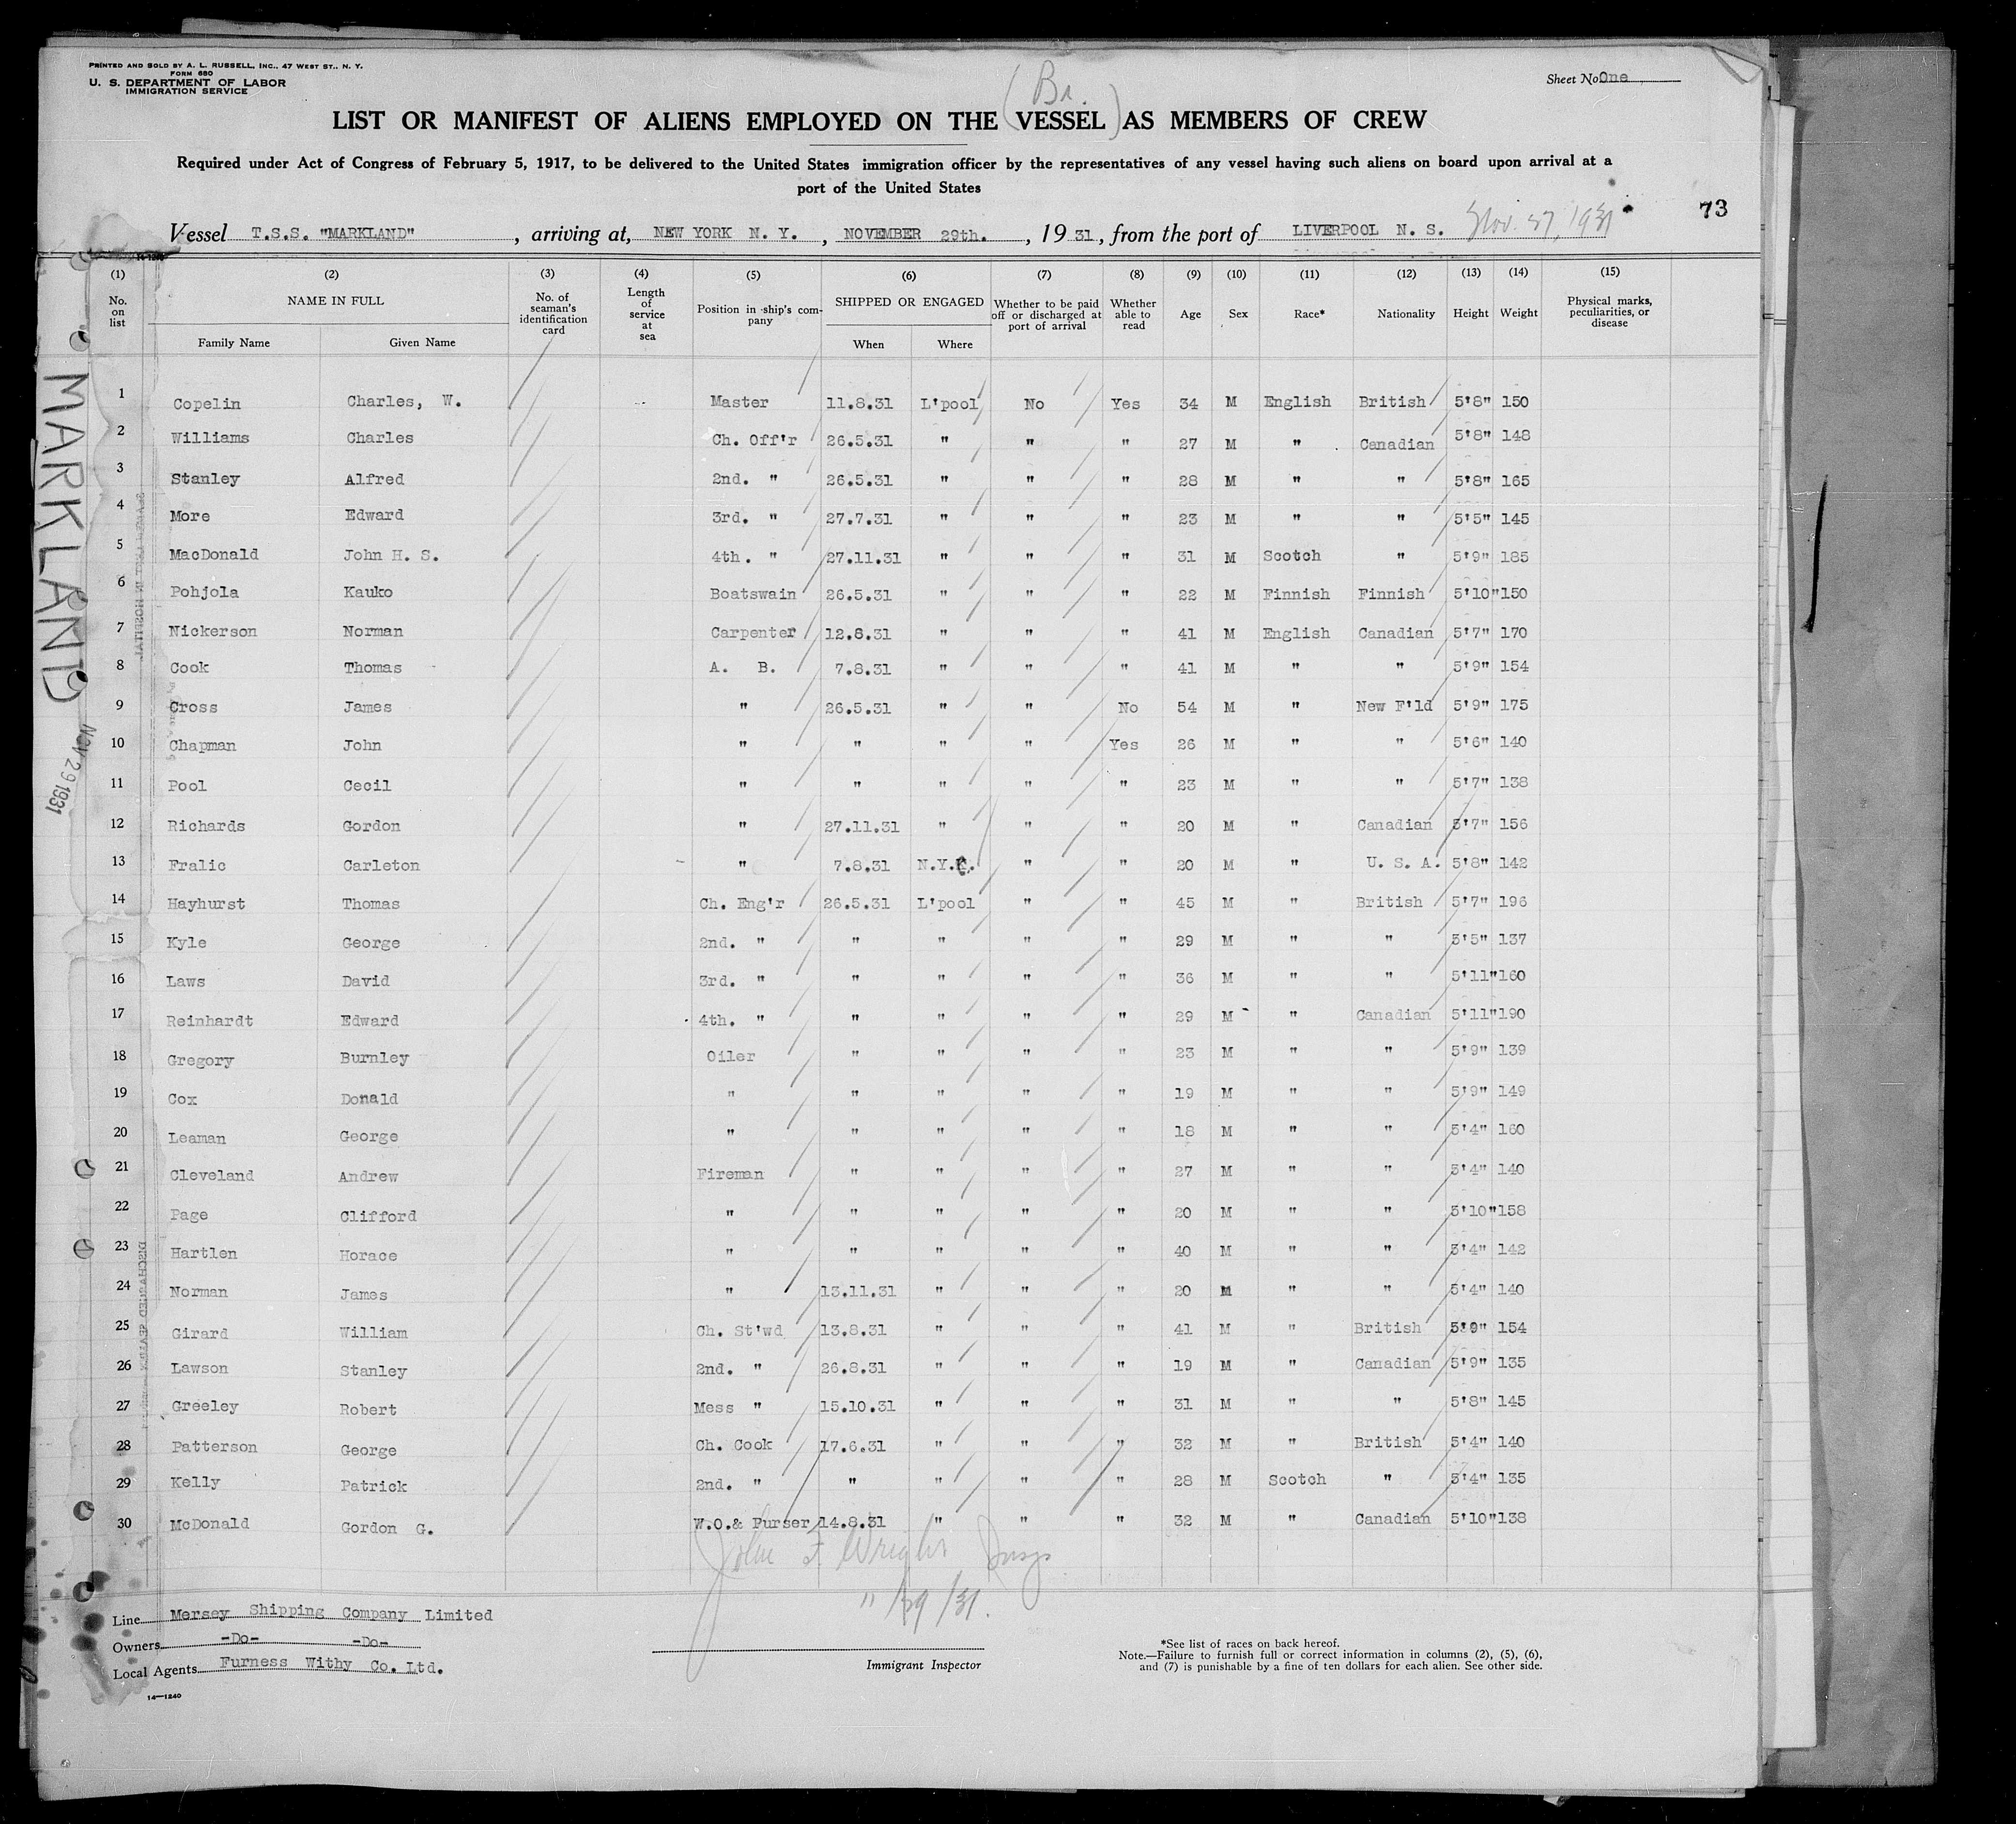 PRINTED AND SOLD BY A. L. RUSSELL, INC., 47 WEST ST., N. Y.
FORM 680
U. S. DEPARTMENT OF LABOR
IMMIGRATION SERVICE
Sheet No. One
(Br.)
LIST OR MANIFEST OF ALIENS EMPLOYED ON THE VESSEL AS MEMBERS OF CREW
Required under Act of Congress of February 5, 1917, to be delivered to the United States immigration officer by the representatives of any vessel having such aliens on board upon arrival at a
port of the United States
73
Vessel T.S.S. "MARKLAND", arriving at, NEW YORK N. Y., NOVEMBER 29th., 1931, from the port of LIVERPOOL N. S. Nov. 27, 1931
(1) (2) (3) (4) (5) (6) (7) (8) (9) (10) (11) (12) (13) (14) (15)
No. on list NAME IN FULL Family Name Given Name No. of seaman's identification card Length of service at sea Position in ship's company SHIPPED OR ENGAGED When Where Whether to be paid off or discharged at port of arrival Whether able to read Age Sex Race* Nationality Height Weight Physical marks, peculiarities, or disease
1 Copelin Charles, W. Master 11.8.31 L'pool No Yes 34 M English British 5'8" 150
2 Williams Charles Ch. Off'r 26.5.31 " " " 27 M " Canadian 5'8" 148
3 Stanley Alfred 2nd. " 26.5.31 " " " 28 M " " 5'8" 165
4 More Edward 3rd. " 27.7.31 " " " 23 M " " 5'5" 145
5 MacDonald John H. S. 4th. " 27.11.31 " " " 31 M Scotch " 5'9" 185
6 Pohjola Kauko Boatswain 26.5.31 " " " 22 M Finnish Finnish 5'10" 150
7 Nickerson Norman Carpenter 12.8.31 " " " 41 M English Canadian 5'7" 170
8 Cook Thomas A. B. 7.8.31 " " " 41 M " " 5'9" 154
9 Cross James " 26.5.31 " " No 54 M " New F'ld 5'9" 175
10 Chapman John " " " " Yes 26 M " " 5'6" 140
11 Pool Cecil " " " " " 23 M " " 5'7" 138
12 Richards Gordon " 27.11.31 " " " 20 M " Canadian 5'7" 156
13 Fralic Carleton " 7.8.31 N.Y.C. " " 20 M " U. S. A. 5'8" 142
14 Hayhurst Thomas Ch. Eng'r 26.5.31 L'pool " " 45 M " British 5'7" 196
15 Kyle George 2nd. " " " " " 29 M " " 5'5" 137
16 Laws David 3rd. " " " " " 36 M " " 5'11" 160
17 Reinhardt Edward 4th. " " " " " 29 M " Canadian 5'11" 190
18 Gregory Burnley Oiler " " " " 23 M " " 5'9" 139
19 Cox Donald " " " " " 19 M " " 5'9" 149
20 Leaman George " " " " " 18 M " " 5'4" 160
21 Cleveland Andrew Fireman " " " " 27 M " " 5'4" 140
22 Page Clifford " " " " " 20 M " " 5'10" 158
23 Hartlen Horace " " " " " 40 M " " 5'4" 142
24 Norman James " 13.11.31 " " " 20 M " " 5'4" 140
25 Girard William Ch. St'wd 13.8.31 " " " 41 M " British 5'9" 154
26 Lawson Stanley 2nd. " 26.8.31 " " " 19 M " Canadian 5'9" 135
27 Greeley Robert Mess " 15.10.31 " " " 31 M " " 5'8" 145
28 Patterson George Ch. Cook 17.6.31 " " " 32 M " British 5'4" 140
29 Kelly Patrick 2nd. " " " " " 28 M Scotch " 5'4" 135
30 McDonald Gordon G. W.O.& Purser 14.8.31 " " " 32 M " Canadian 5'10" 138
John F. Wright Insp
11/29/31.
Immigrant Inspector
Line Mersey Shipping Company Limited
Owners -Do- -Do-
Local Agents Furness Withy Co. Ltd.
14—1240
*See list of races on back hereof.
Note.—Failure to furnish full or correct information in columns (2), (5), (6),
and (7) is punishable by a fine of ten dollars for each alien. See other side.
MARKLAND
NOV 29 1931